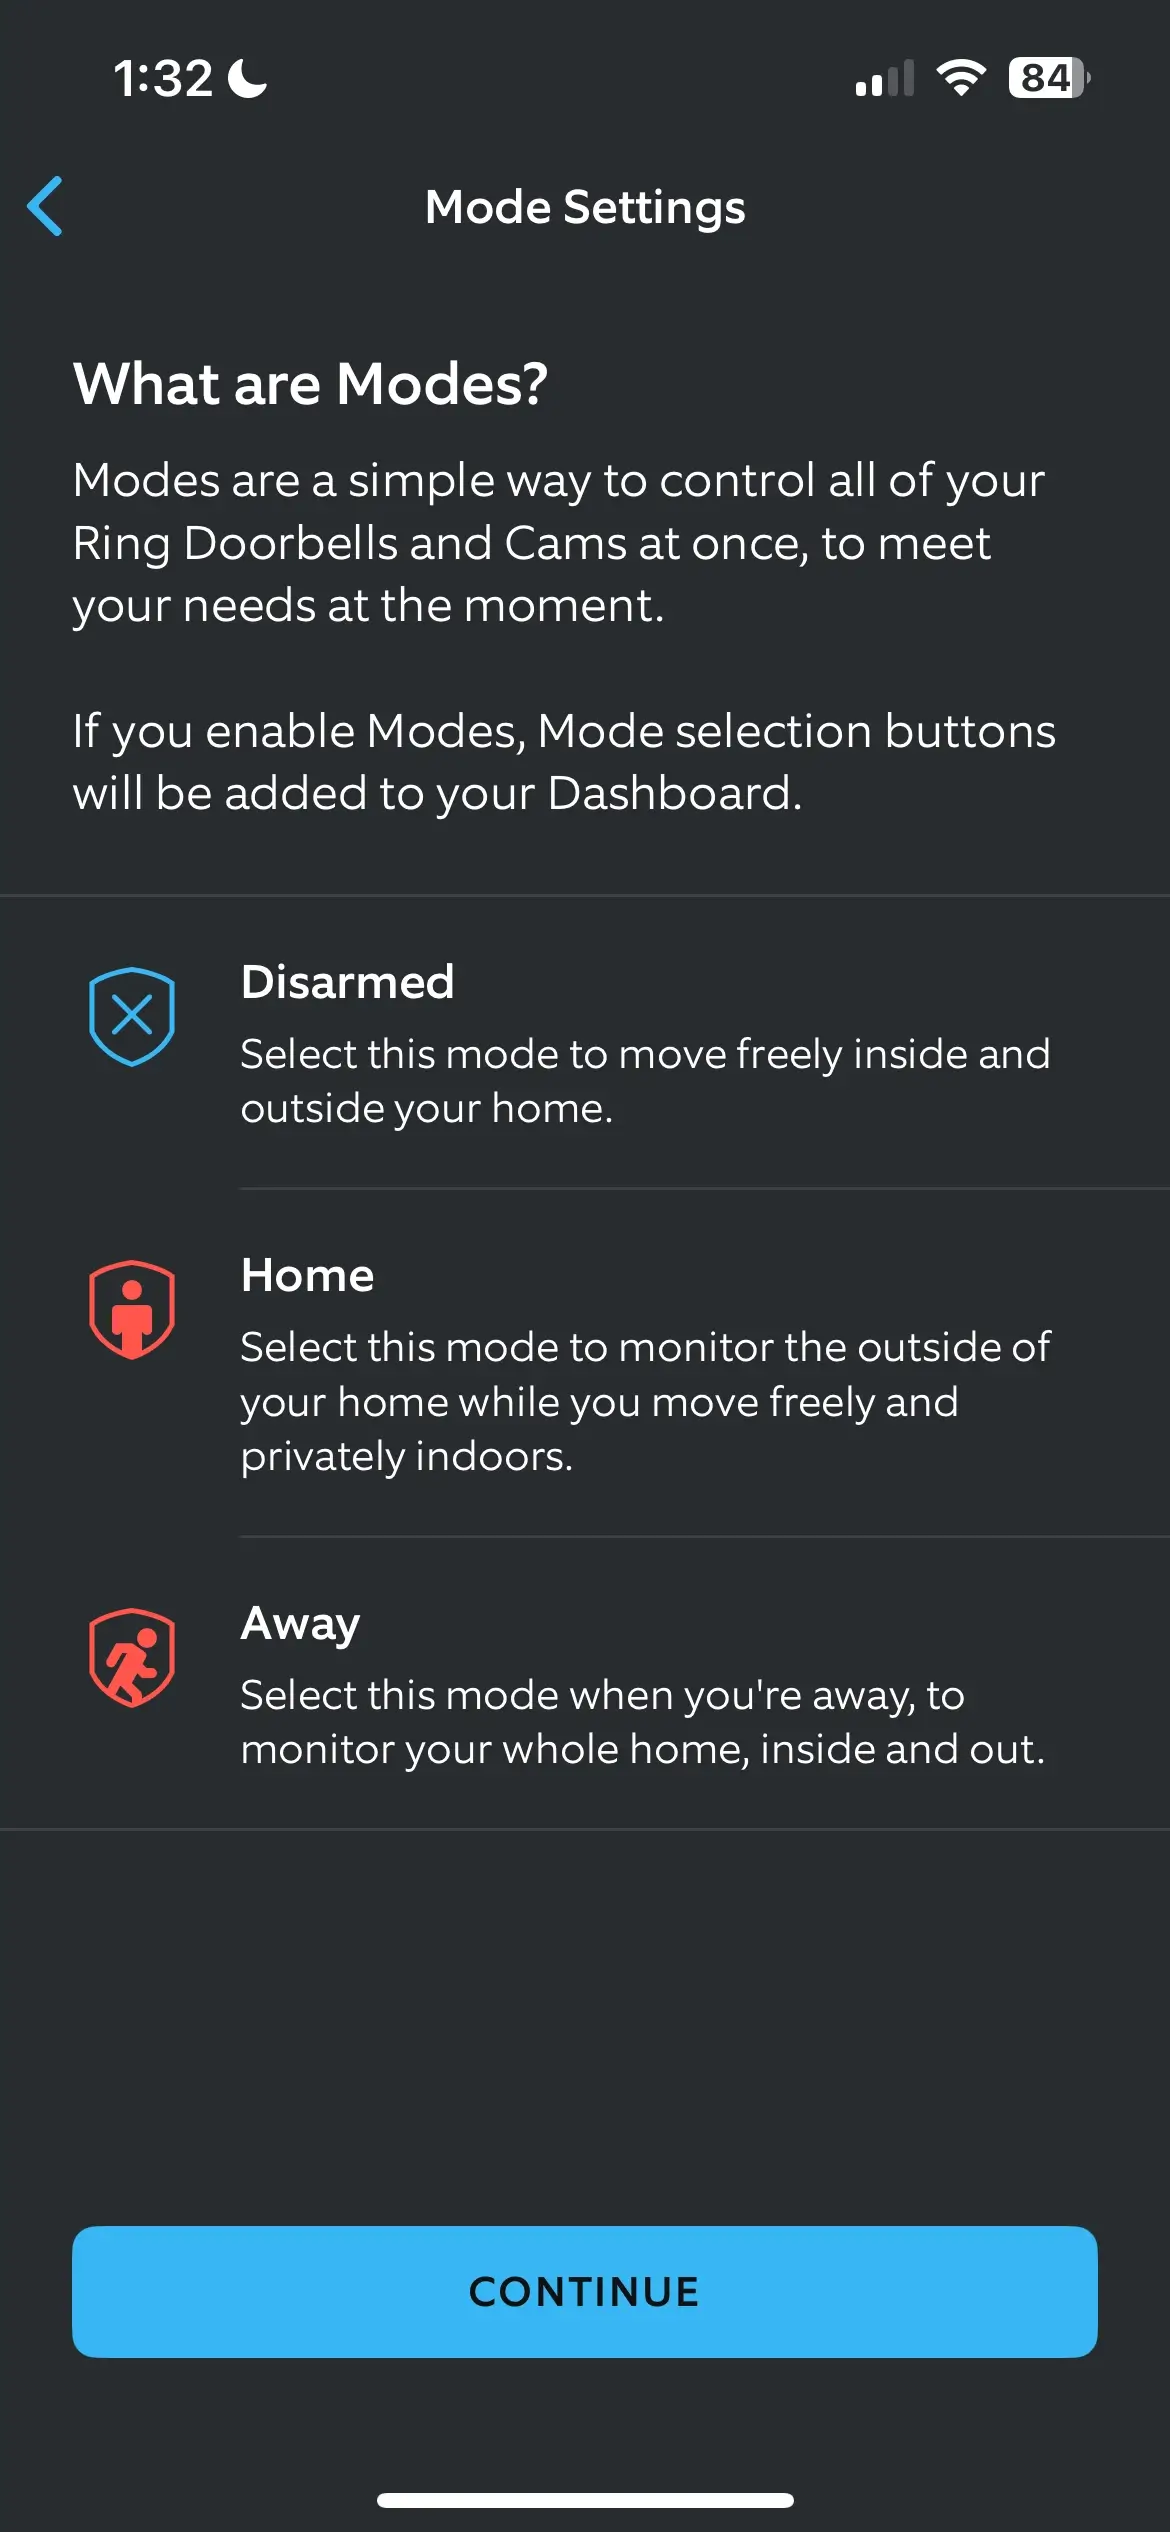 1:32
84
Mode Settings
What are Modes?
Modes are a simple way to control all of your
Ring Doorbells and Cams at once, to meet
your needs at the moment.
If you enable Modes, Mode selection buttons
will be added to your Dashboard.
Disarmed
Select this mode to move freely inside and
outside your home.
Home
Select this mode to monitor the outside of
your home while you move freely and
privately indoors.
Away
Select this mode when you're away, to
monitor your whole home, inside and out.
CONTINUE